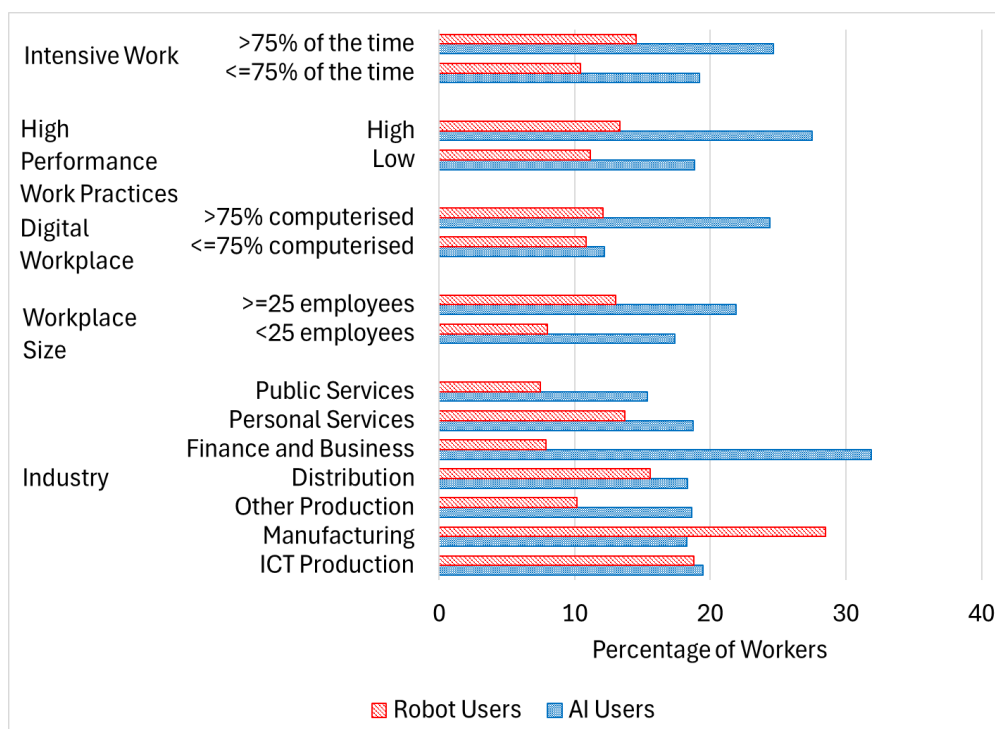 Intensive Work
>75% of the time
<=75% of the time
High
Performance
Work Practices
High
Low
Digital
Workplace
>75% computerised
<=75% computerised
Workplace
Size
>=25 employees
<25 employees
Industry
Public Services
Personal Services
Finance and Business
Distribution
Other Production
Manufacturing
ICT Production
0 10 20 30 40
Percentage of Workers
Robot Users AI Users